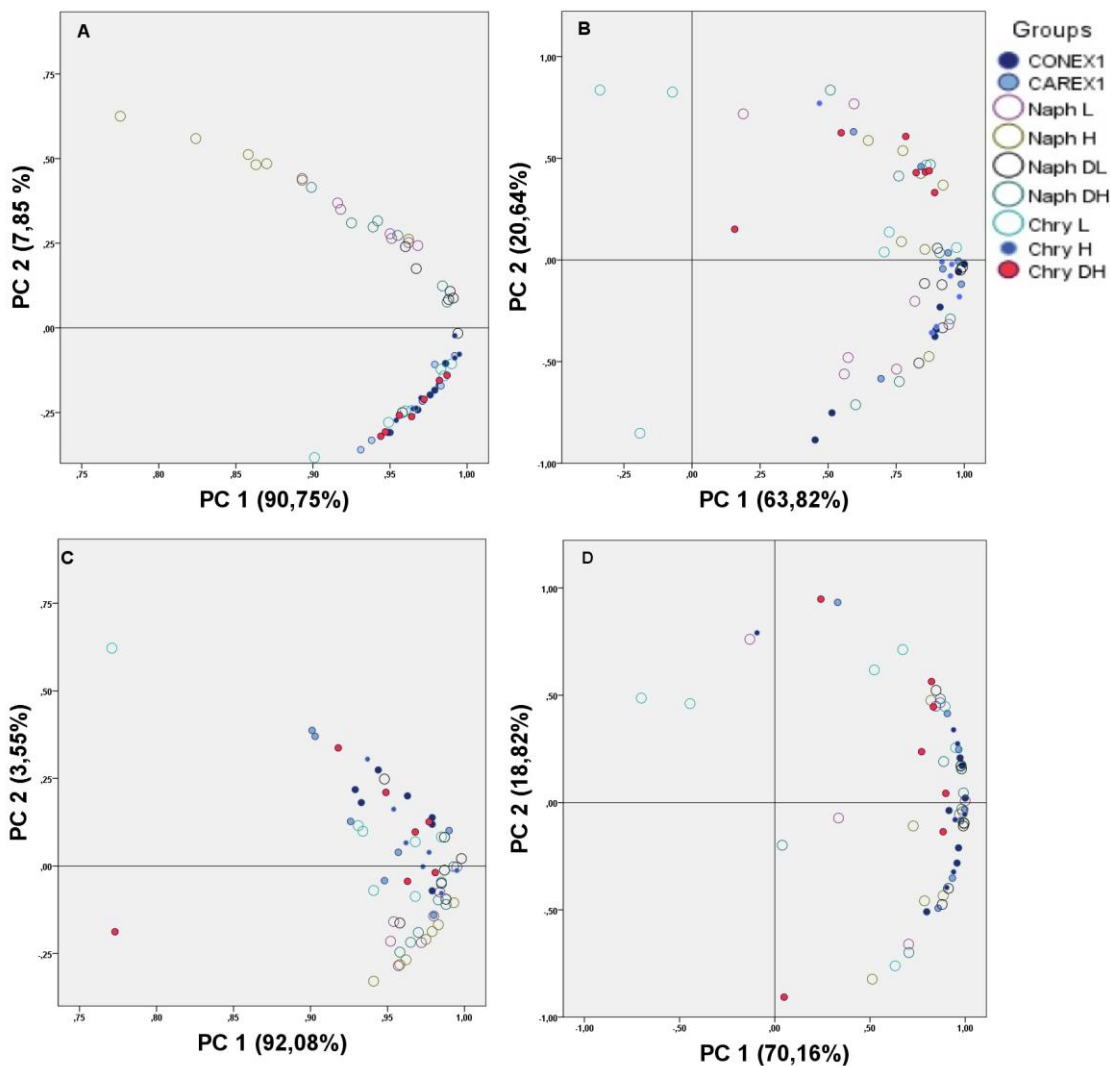 A
PC 2 (7,85 %)
,75
,50
,25
,00
-,25
,75
,80
,85
,90
,95
1,00
PC 1 (90,75%)
B
PC 2 (20,64%)
1,00
,50
,00
-,50
-1,00
-,25
,00
,25
,50
,75
1,00
PC 1 (63,82%)
Groups
CONEX1
CAREX1
Naph L
Naph H
Naph DL
Naph DH
Chry L
Chry H
Chry DH
C
PC 2 (3,55%)
,75
,50
,25
,00
-,25
,75
,80
,85
,90
,95
1,00
PC 1 (92,08%)
D
PC 2 (18,82%)
1,00
,50
,00
-,50
-1,00
-1,00
-,50
,00
,50
1,00
PC 1 (70,16%)